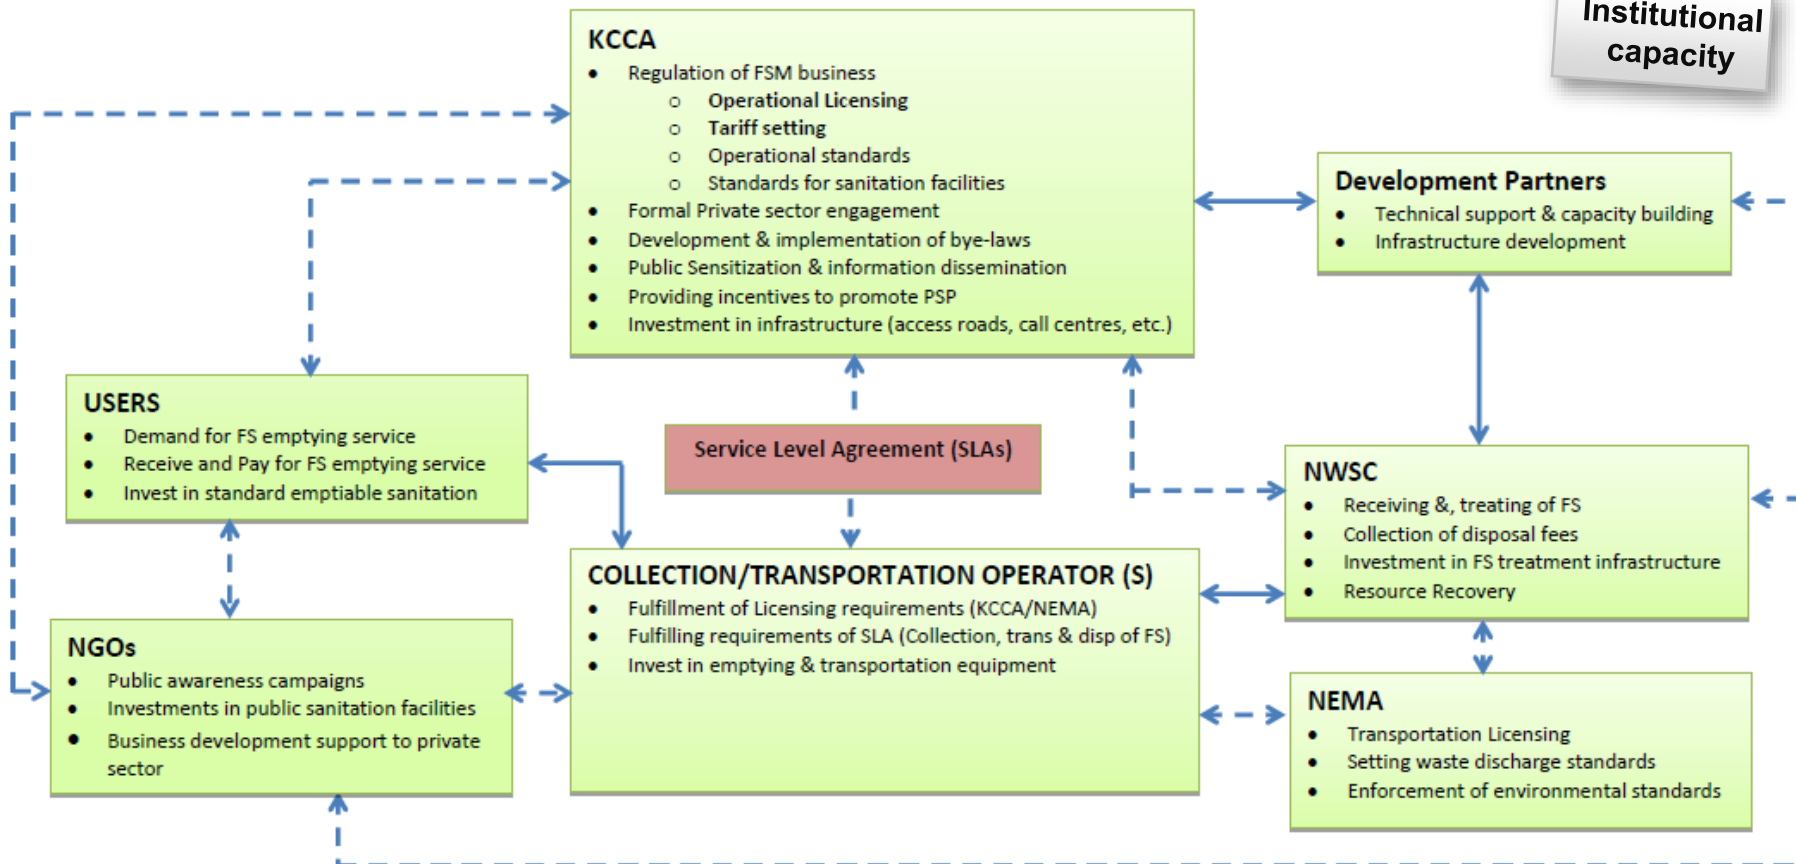 Institutional
capacity
KCCA
• Regulation of FSM business
o Operational Licensing
o Tariff setting
o Operational standards
o Standards for sanitation facilities
• Formal Private sector engagement
• Development & implementation of bye-laws
• Public Sensitization & information dissemination
• Providing incentives to promote PSP
• Investment in infrastructure (access roads, call centres, etc.)
Development Partners
• Technical support & capacity building
• Infrastructure development
USERS
• Demand for FS emptying service
• Receive and Pay for FS emptying service
• Invest in standard emptiable sanitation
Service Level Agreement (SLAs)
NWSC
• Receiving &, treating of FS
• Collection of disposal fees
• Investment in FS treatment infrastructure
• Resource Recovery
COLLECTION/TRANSPORTATION OPERATOR (S)
• Fulfillment of Licensing requirements (KCCA/NEMA)
• Fulfilling requirements of SLA (Collection, trans & disp of FS)
• Invest in emptying & transportation equipment
NGOs
• Public awareness campaigns
• Investments in public sanitation facilities
• Business development support to private
sector
NEMA
• Transportation Licensing
• Setting waste discharge standards
• Enforcement of environmental standards